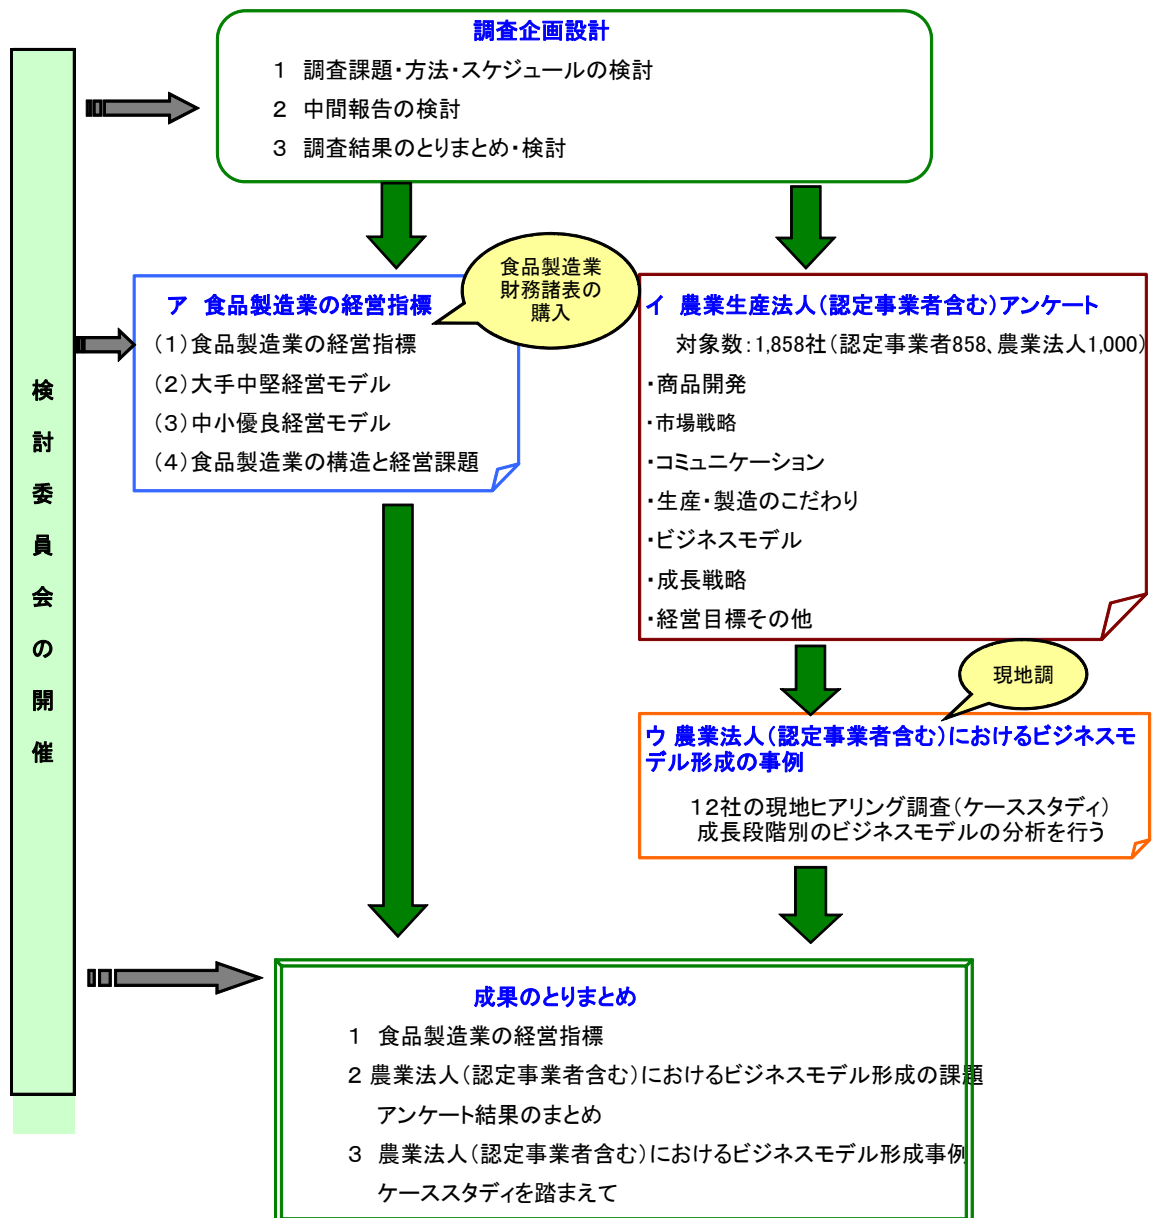 調査企画設計
1 調査課題・方法・スケジュールの検討
2 中間報告の検討
3 調査結果のとりまとめ・検討
検討委員会の開催
食品製造業
財務諸表の
購入
ア 食品製造業の経営指標
(1)食品製造業の経営指標
(2)大手中堅経営モデル
(3)中小優良経営モデル
(4)食品製造業の構造と経営課題
イ 農業生産法人(認定事業者含む)アンケート
対象数:1,858社(認定事業者858、農業法人1,000)
・商品開発
・市場戦略
・コミュニケーション
・生産・製造のこだわり
・ビジネスモデル
・成長戦略
・経営目標その他
現地調
ウ 農業法人(認定事業者含む)におけるビジネスモ
デル形成の事例
12社の現地ヒアリング調査(ケーススタディ)
成長段階別のビジネスモデルの分析を行う
成果のとりまとめ
1 食品製造業の経営指標
2 農業法人(認定事業者含む)におけるビジネスモデル形成の課題
アンケート結果のまとめ
3 農業法人(認定事業者含む)におけるビジネスモデル形成事例
ケーススタディを踏まえて